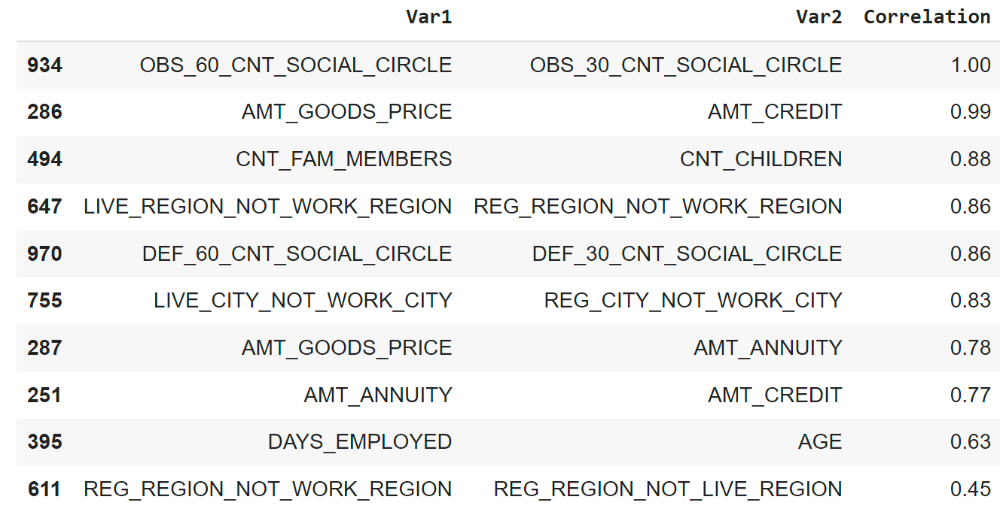 Var1 Var2 Correlation
934 OBS_60_CNT_SOCIAL_CIRCLE OBS_30_CNT_SOCIAL_CIRCLE 1.00
286 AMT_GOODS_PRICE AMT_CREDIT 0.99
494 CNT_FAM_MEMBERS CNT_CHILDREN 0.88
647 LIVE_REGION_NOT_WORK_REGION REG_REGION_NOT_WORK_REGION 0.86
970 DEF_60_CNT_SOCIAL_CIRCLE DEF_30_CNT_SOCIAL_CIRCLE 0.86
755 LIVE_CITY_NOT_WORK_CITY REG_CITY_NOT_WORK_CITY 0.83
287 AMT_GOODS_PRICE AMT_ANNUITY 0.78
251 AMT_ANNUITY AMT_CREDIT 0.77
395 DAYS_EMPLOYED AGE 0.63
611 REG_REGION_NOT_WORK_REGION REG_REGION_NOT_LIVE_REGION 0.45